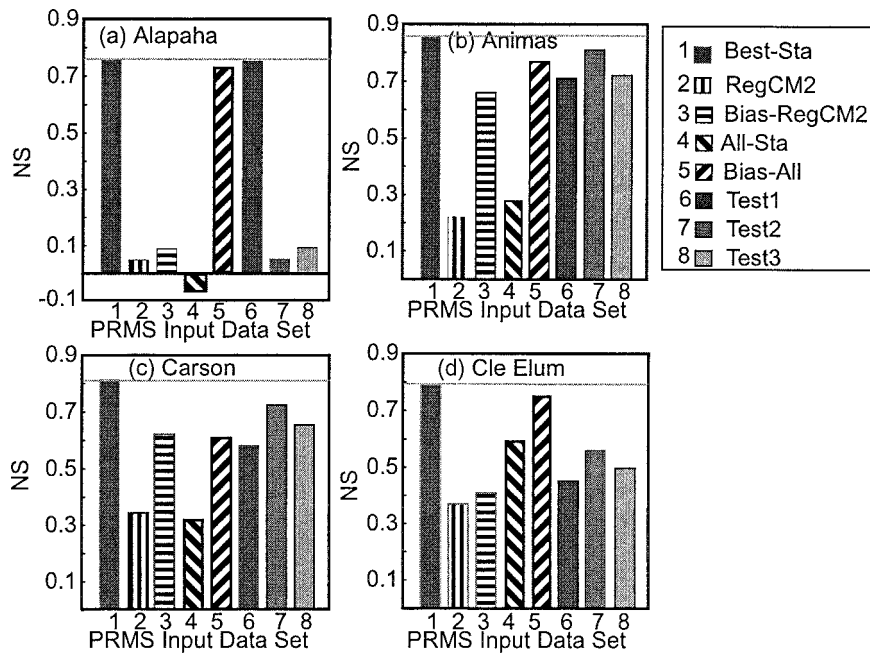 (a) Alapaha
0.9
0.7
0.5
0.3
0.1
-0.1
NS
1 2 3 4 5 6 7 8
PRMS Input Data Set
(b) Animas
0.9
0.7
0.5
0.3
0.1
NS
1 2 3 4 5 6 7 8
PRMS Input Data Set
1 Best-Sta
2 RegCM2
3 Bias-RegCM2
4 All-Sta
5 Bias-All
6 Test1
7 Test2
8 Test3
(c) Carson
0.9
0.7
0.5
0.3
0.1
NS
1 2 3 4 5 6 7 8
PRMS Input Data Set
(d) Cle Elum
0.9
0.7
0.5
0.3
0.1
NS
1 2 3 4 5 6 7 8
PRMS Input Data Set